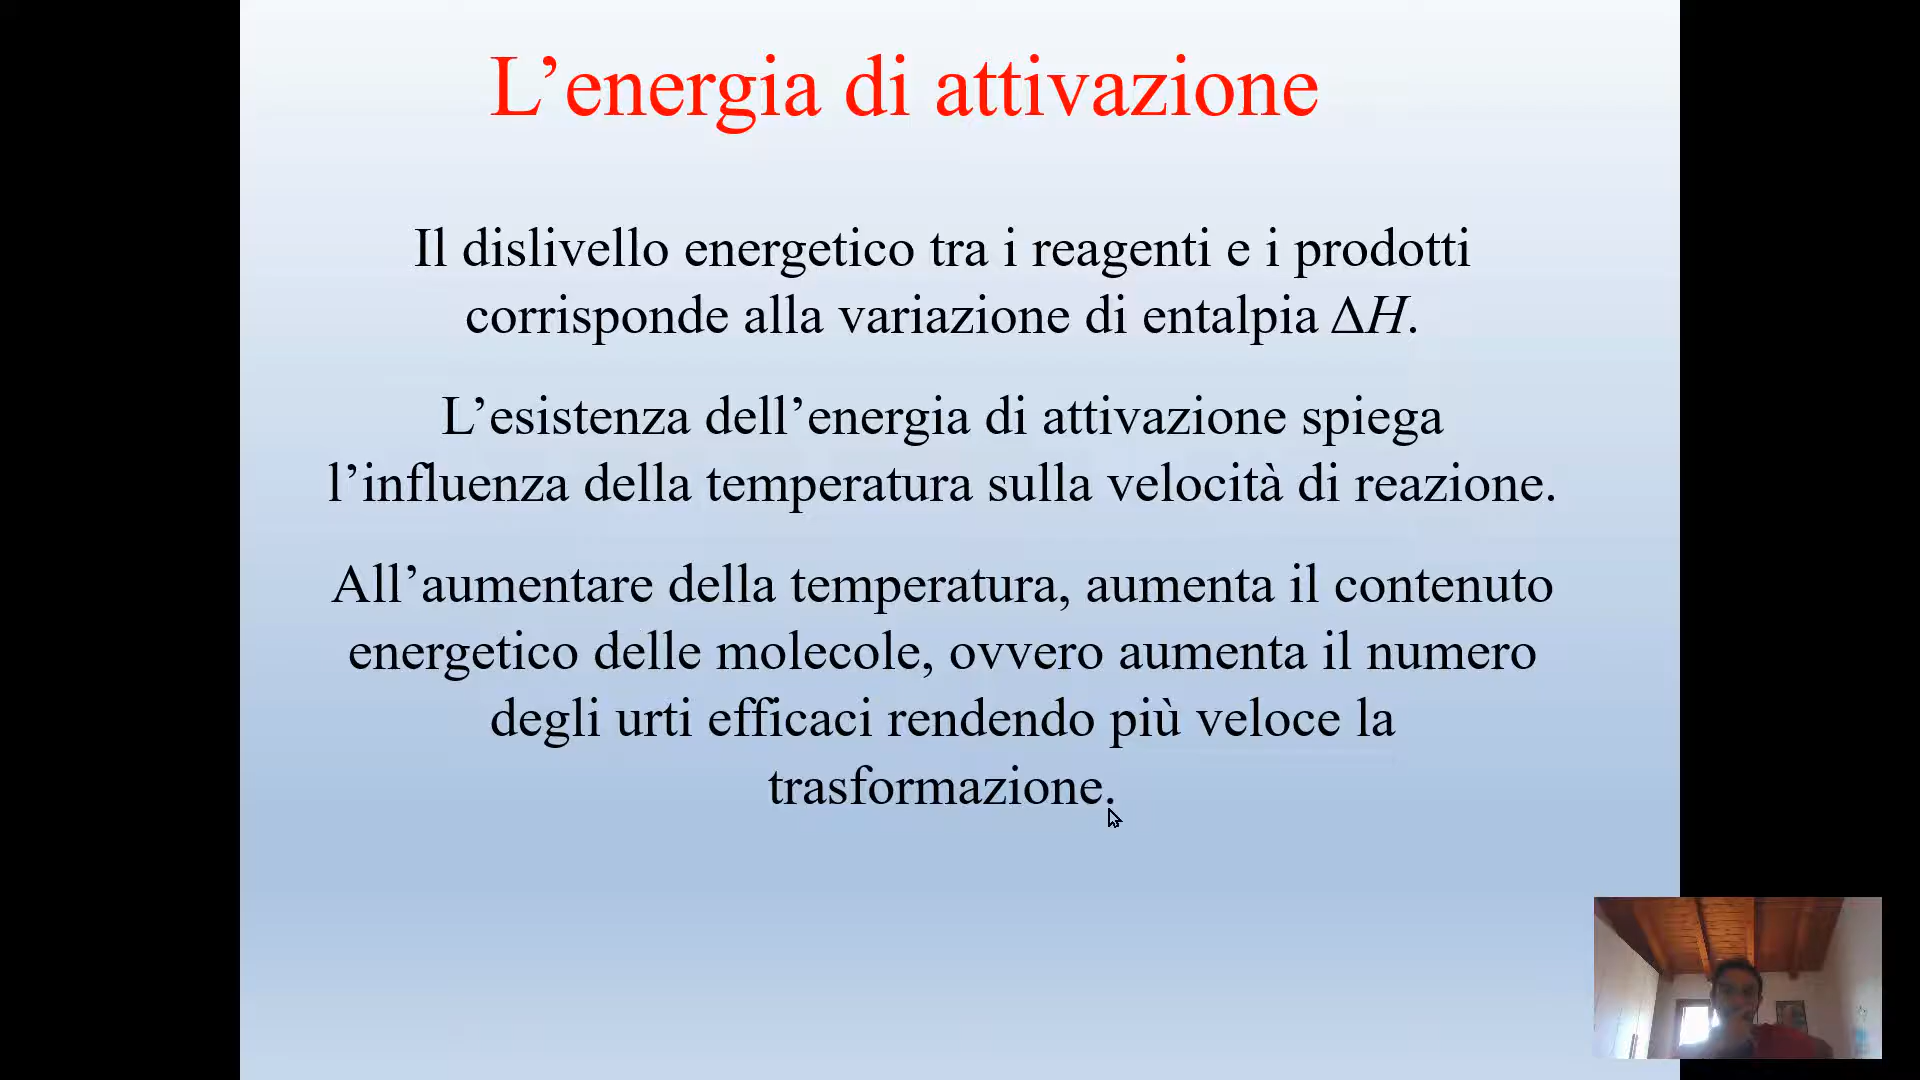 L’energia di attivazione
Il dislivello energetico tra i reagenti e i prodotti
corrisponde alla variazione di entalpia ΔH.
L’esistenza dell’energia di attivazione spiega
l’influenza della temperatura sulla velocità di reazione.
All’aumentare della temperatura, aumenta il contenuto
energetico delle molecole, ovvero aumenta il numero
degli urti efficaci rendendo più veloce la
trasformazione.